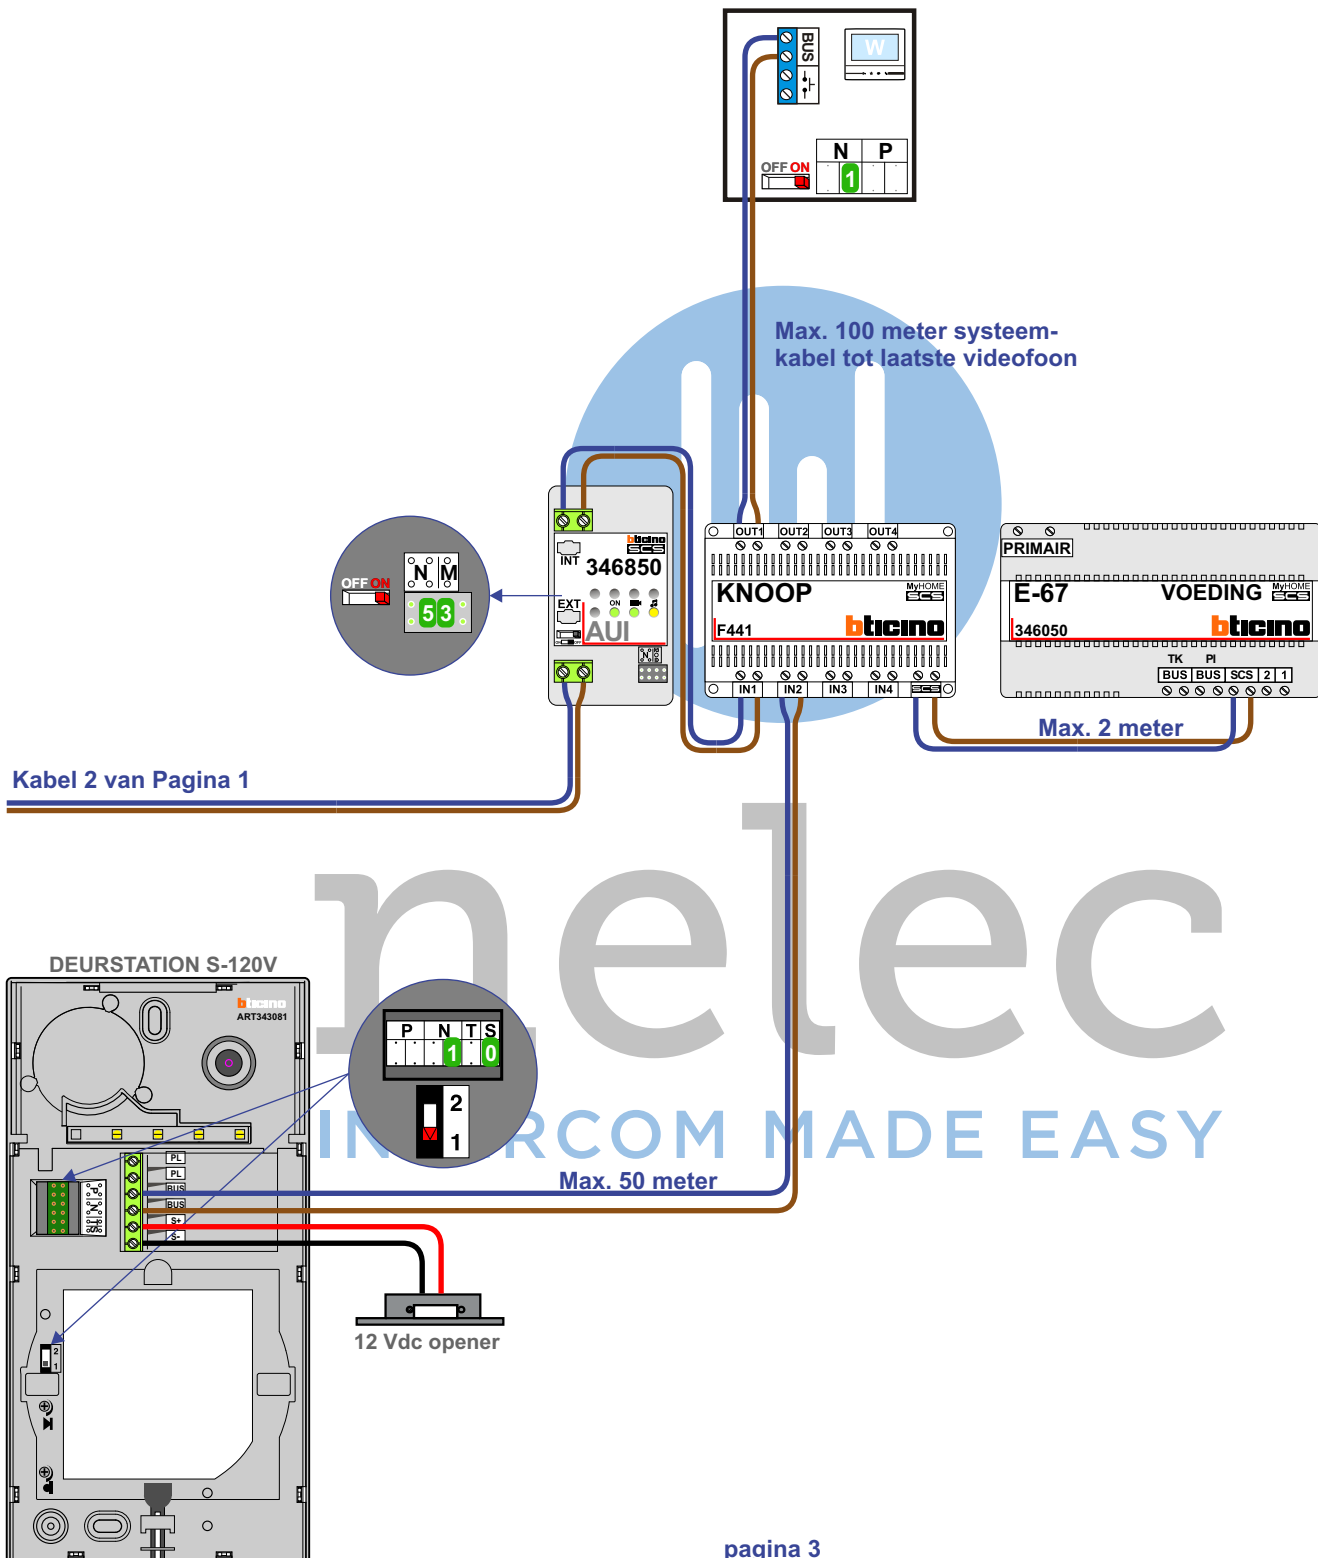 BUS
W
N P
OFF ON
1
Max. 100 meter systeem-
kabel tot laatste videofoon
OUT1 OUT2 OUT3 OUT4
PRIMAIR
bticino
SCS
INT
346850
N M
OFF ON
5 3
EXT
ON
AUI
KNOOP
MyHOME
SCS
F441
bticino
E-67
VOEDING
MyHOME
SCS
346050
bticino
IN1 IN2 IN3 IN4 SCS
TK PI
BUS BUS SCS 2 1
Max. 2 meter
Kabel 2 van Pagina 1
nelec
INTERCOM MADE EASY
DEURSTATION S-120V
bticino
ART343081
P N T S
1 0
2
1
PL
PL
BUS
BUS
S+
S-
P N T S
Max. 50 meter
12 Vdc opener
2
1
pagina 3